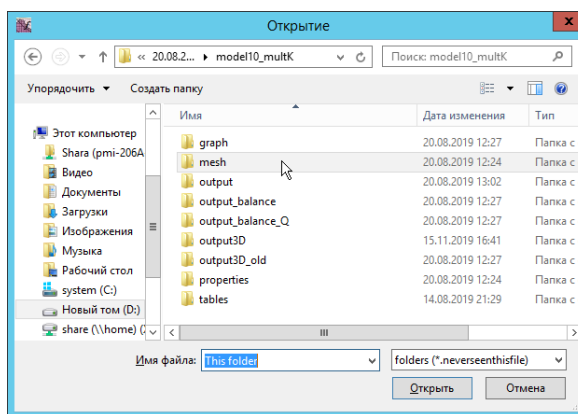 Открытие
x
« 20.08.2... model10_multK
Поиск: model10_multK
Упорядочить Создать папку
Имя Дата изменения Тип
Этот компьютер
Shara (pmi-206A
Видео
Документы
Загрузки
Изображения
Музыка
Рабочий стол
system (C:)
Новый том (D:)
share (\\home) (
graph 20.08.2019 12:27 Папка с
mesh 20.08.2019 12:24 Папка с
output 20.08.2019 13:02 Папка с
output_balance 20.08.2019 12:27 Папка с
output_balance_Q 20.08.2019 12:27 Папка с
output3D 15.11.2019 16:41 Папка с
output3D_old 20.08.2019 12:27 Папка с
properties 20.08.2019 12:24 Папка с
tables 14.08.2019 21:29 Папка с
Имя файла: This folder folders (*.neverseenthisfile)
Открыть Отмена